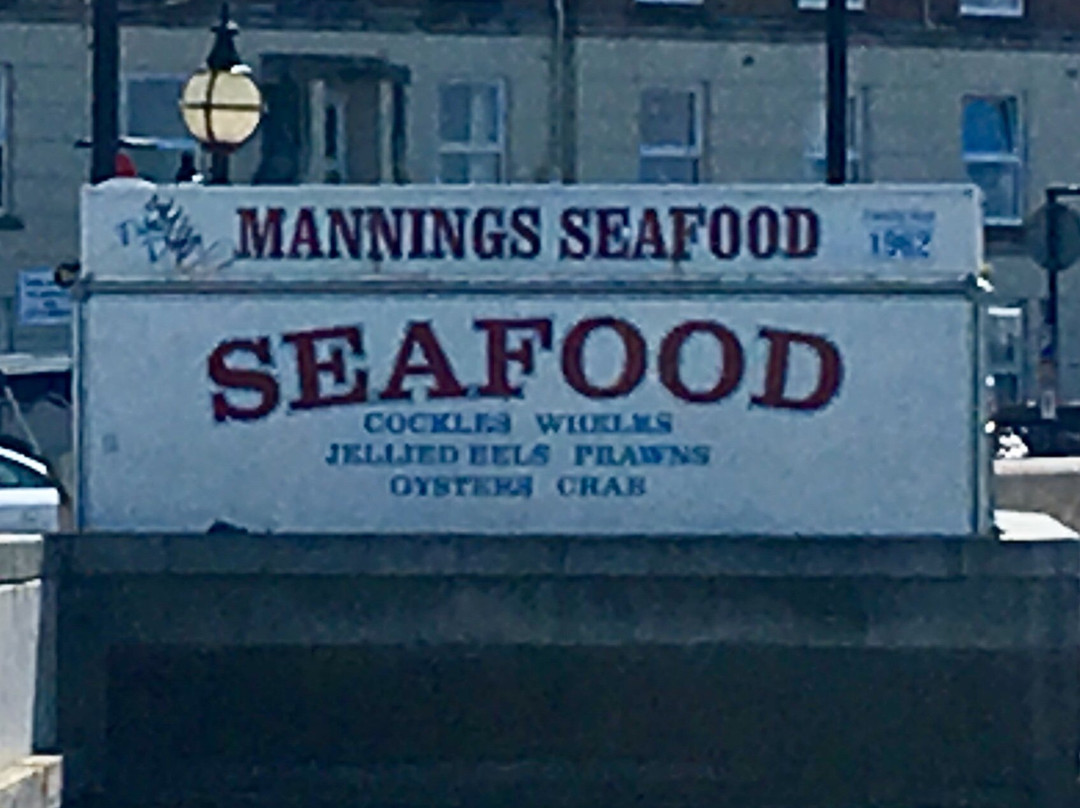 MANNINGS SEAFOOD
1962
SEAFOOD
COCKLES WHELKS
JELLIED EELS PRAWNS
OYSTERS CRAB